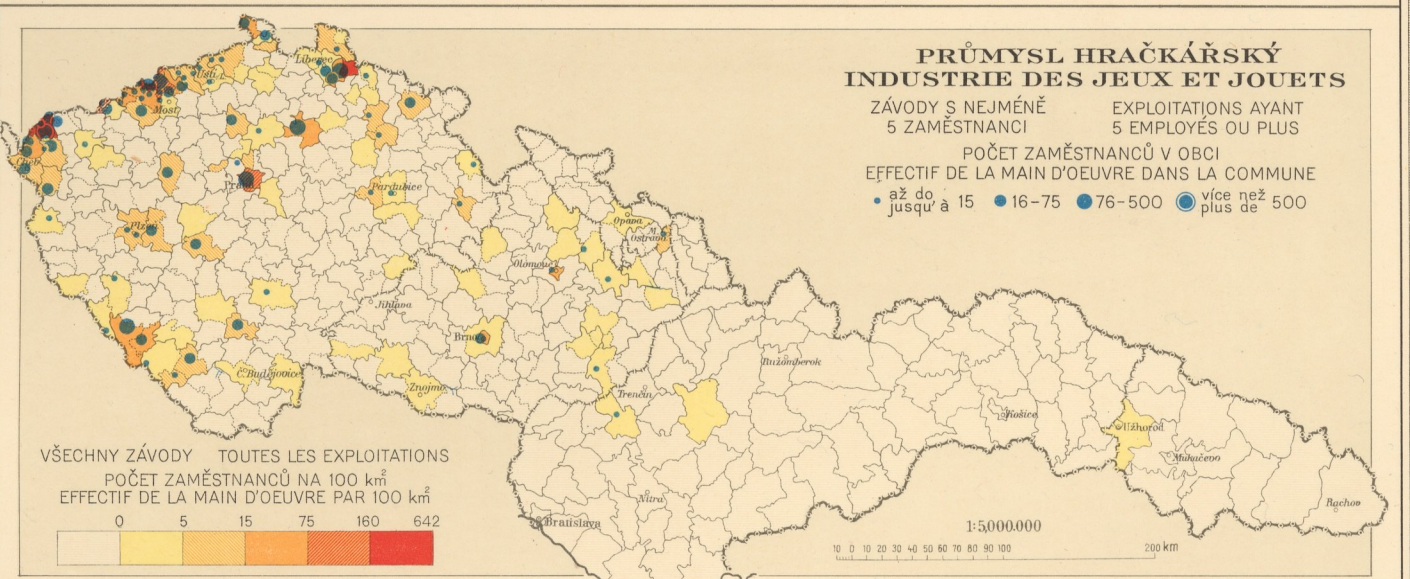 PRŮMYSL HRAČKÁŘSKÝ
INDUSTRIE DES JEUX ET JOUETS
ZÁVODY S NEJMÉNĚ
5 ZAMĚSTNANCI
EXPLOITATIONS AYANT
5 EMPLOYÉS OU PLUS
POČET ZAMĚSTNANCŮ V OBCI
EFFECTIF DE LA MAIN D'OEUVRE DANS LA COMMUNE
až do
jusqu' à 15
16–75
76–500
více než
plus de 500
Liberec
Ústí
Most
Cheb
Praha
Pardubice
Plzeň
Opava
M. Ostrava
Olomouc
Jihlava
Brno
Č. Budějovice
Znojmo
Trenčín
Ružomberok
Košice
Užhorod
Mukačevo
Nitra
Rachov
Bratislava
VŠECHNY ZÁVODY TOUTES LES EXPLOITATIONS
POČET ZAMĚSTNANCŮ NA 100 km²
EFFECTIF DE LA MAIN D'OEUVRE PAR 100 km²
0 5 15 75 160 642
1:5,000.000
10 0 10 20 30 40 50 60 70 80 90 100 200 km